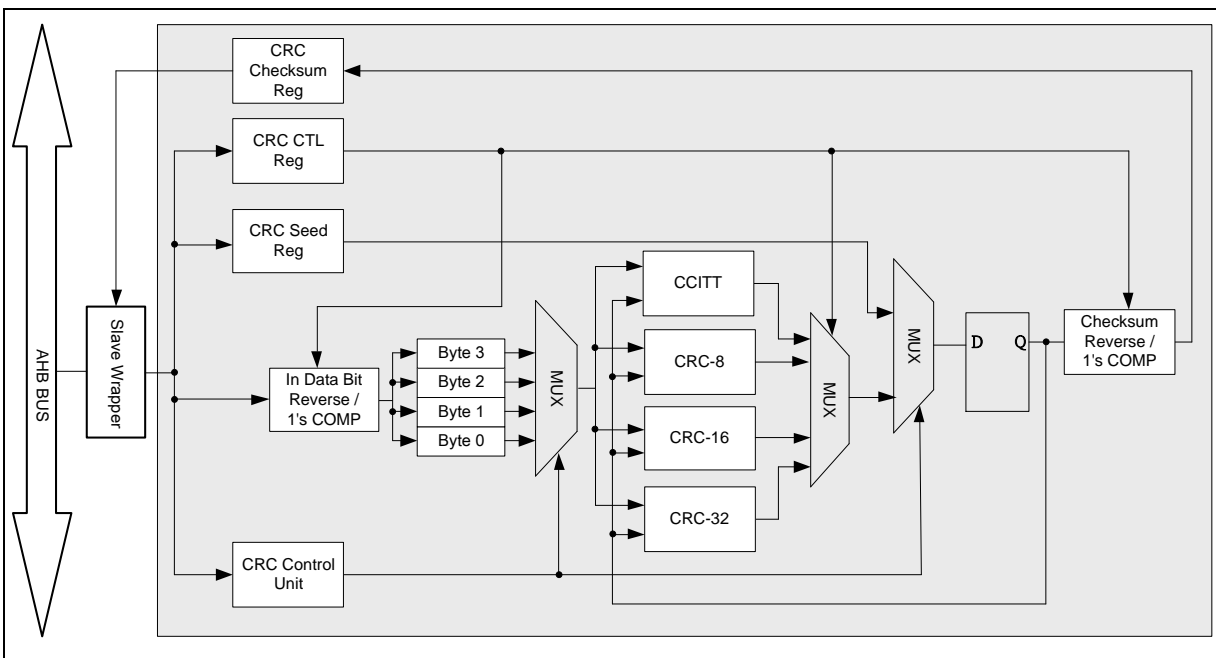 CRC
Checksum
Reg
CRC CTL
Reg
CRC Seed
Reg
AHB BUS
Slave Wrapper
In Data Bit
Reverse /
1's COMP
Byte 3
Byte 2
Byte 1
Byte 0
MUX
CCITT
CRC-8
CRC-16
CRC-32
MUX
MUX
D
Q
Checksum
Reverse /
1's COMP
CRC Control
Unit